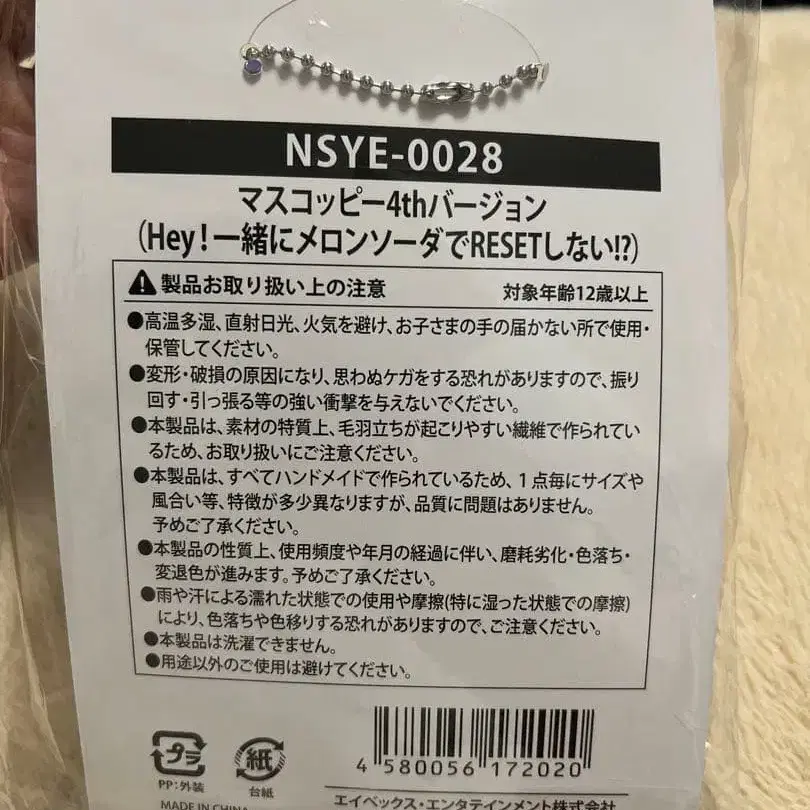 NSYE-0028
マスコッピー4thバージョン
(Hey!一緒にメロンソーダでRESETしない!?)
製品お取り扱い上の注意 対象年齢12歳以上
●高温多湿、直射日光、火気を避け、お子さまの手の届かない所で使用・
保管してください。
●変形・破損の原因になり、思わぬケガをする恐れがありますので、振り
回す・引っ張る等の強い衝撃を与えないでください。
●本製品は、素材の特質上、毛羽立ちが起こりやすい繊維で作られてい
るため、お取り扱いにご注意ください。
●本製品は、すべてハンドメイドで作られているため、1点毎にサイズや
風合い等、特徴が多少異なりますが、品質に問題はありません。
予めご了承ください。
●本製品の性質上、使用頻度や年月の経過に伴い、磨耗劣化・色落ち・
変退色が進みます。予めご了承ください。
●雨や汗による濡れた状態での使用や摩擦(特に湿った状態での摩擦)
により、色落ちや色移りする恐れがありますので、ご注意ください。
●本製品は洗濯できません。
●用途以外のご使用は避けてください。
プラ 紙
PP:外装 台紙
4 580056 172020
MADE IN CHINA
エイベックス・エンタテインメント株式会社